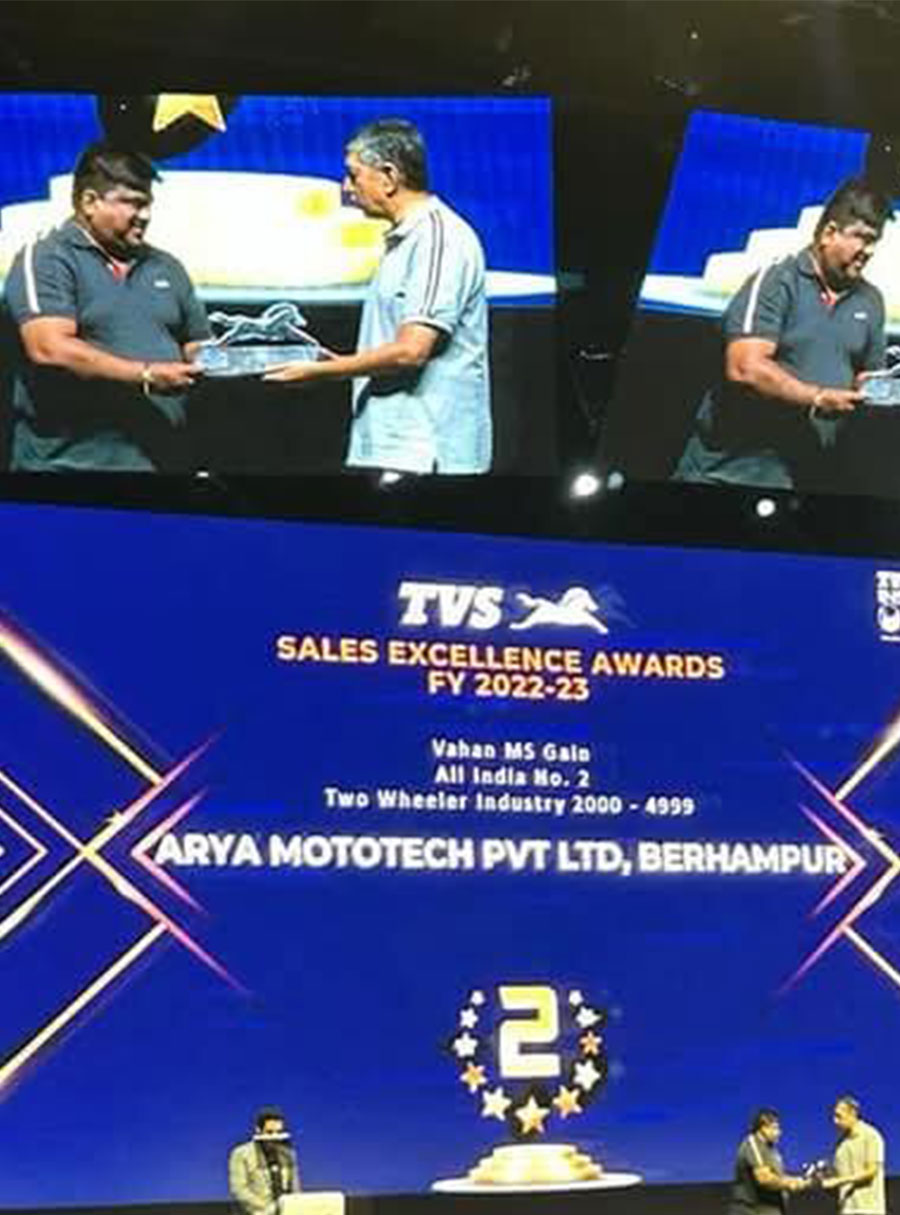 TVS
SALES EXCELLENCE AWARDS
FY 2022-23
Vahan MS Gain
All India No. 2
Two Wheeler Industry 2000 - 4999
ARYA MOTOTECH PVT LTD, BERHAMPUR
2